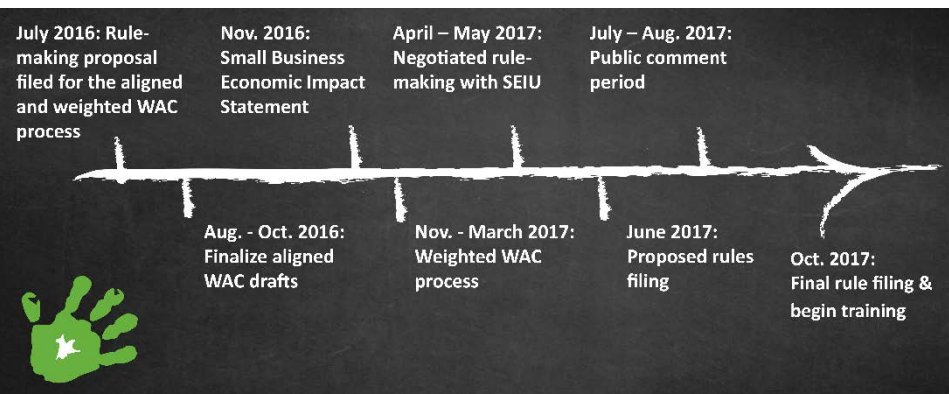 July 2016: Rule-
making proposal
filed for the aligned
and weighted WAC
process
Nov. 2016:
Small Business
Economic Impact
Statement
April – May 2017:
Negotiated rule-
making with SEIU
July – Aug. 2017:
Public comment
period
Aug. - Oct. 2016:
Finalize aligned
WAC drafts
Nov. - March 2017:
Weighted WAC
process
June 2017:
Proposed rules
filing
Oct. 2017:
Final rule filing &
begin training